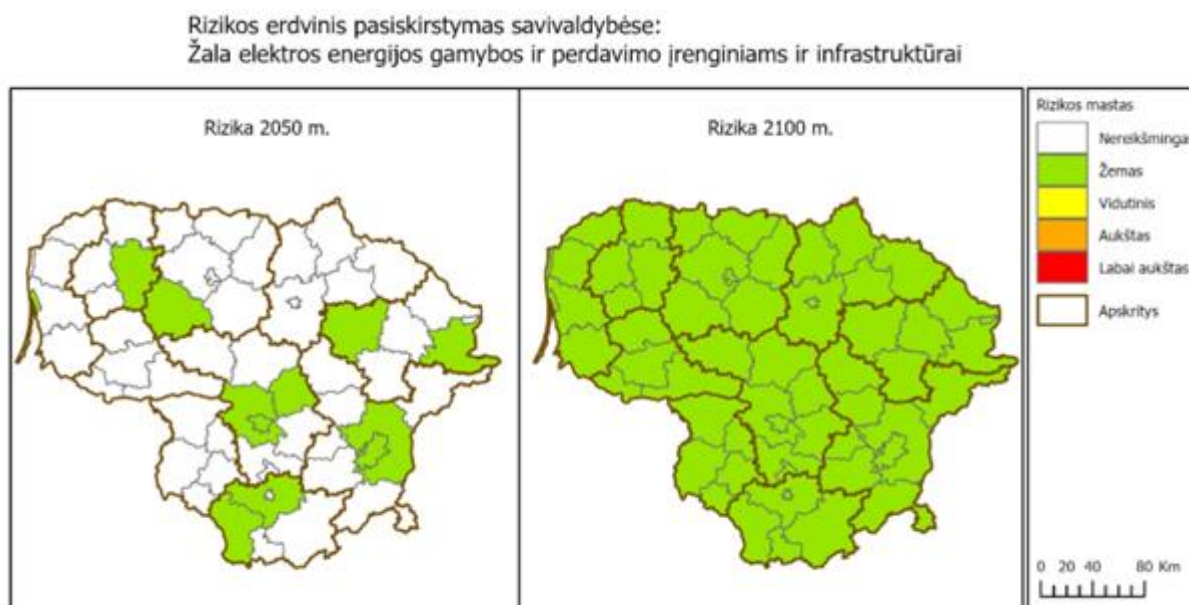 Rizikos erdvinis pasiskirstymas savivaldybėse:
Žala elektros energijos gamybos ir perdavimo įrenginiams ir infrastruktūrai
Rizika 2050 m.
Rizika 2100 m.
Rizikos mastas
Nereikšmingas
Žemas
Vidutinis
Aukštas
Labai aukštas
Apskritys
0 20 40 80 Km